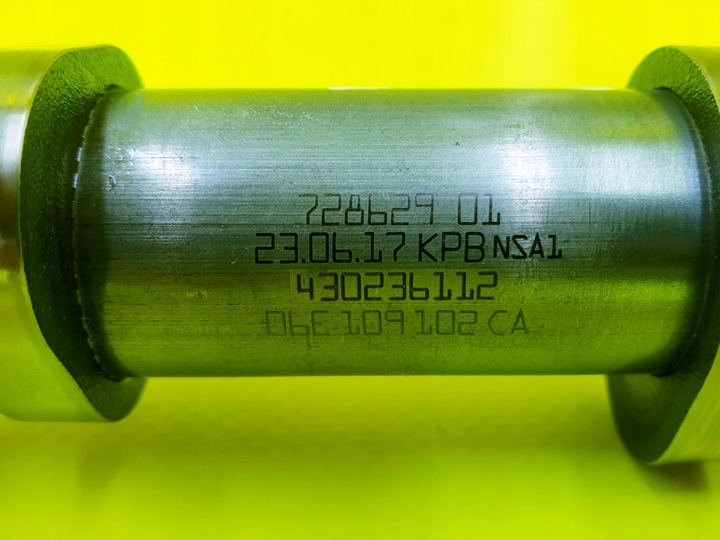 728629 01
23.06.17 KPB NSA1
430236112
06E 109 102 CA